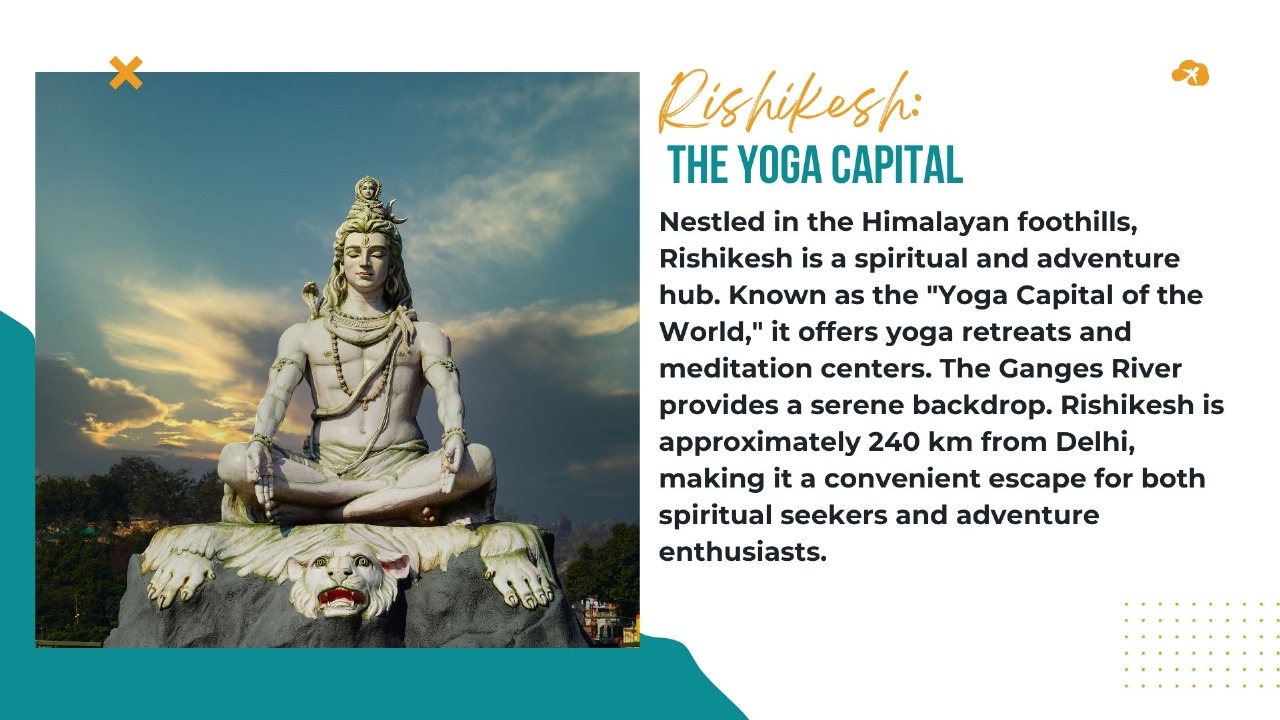 Rishikesh:
THE YOGA CAPITAL
Nestled in the Himalayan foothills,
Rishikesh is a spiritual and adventure
hub. Known as the "Yoga Capital of the
World," it offers yoga retreats and
meditation centers. The Ganges River
provides a serene backdrop. Rishikesh is
approximately 240 km from Delhi,
making it a convenient escape for both
spiritual seekers and adventure
enthusiasts.